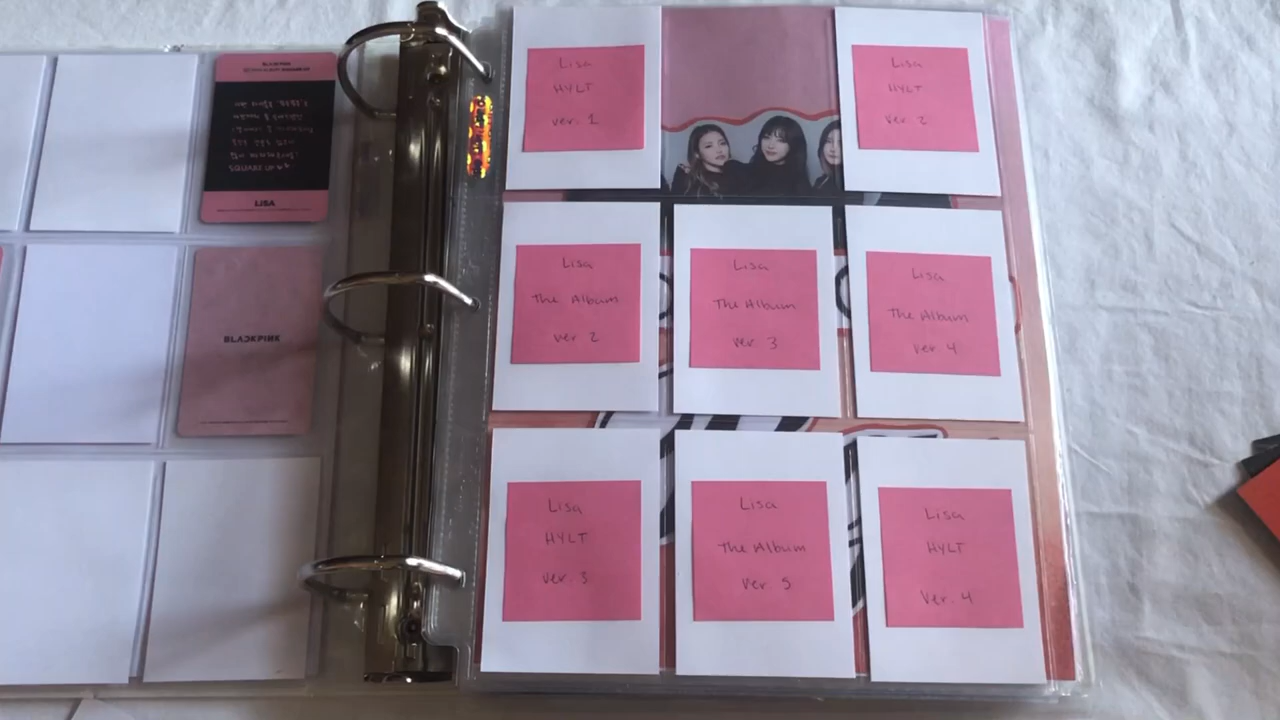 BLACKPINK
LISA
BLACKPINK
Lisa
HYLT
ver. 1
Lisa
HYLT
ver. 2
Lisa
The Album
ver 2
Lisa
The Album
ver 3
Lisa
The Album
ver 4
Lisa
HYLT
ver. 3
Lisa
The Album
ver. 5
Lisa
HYLT
Ver. 4